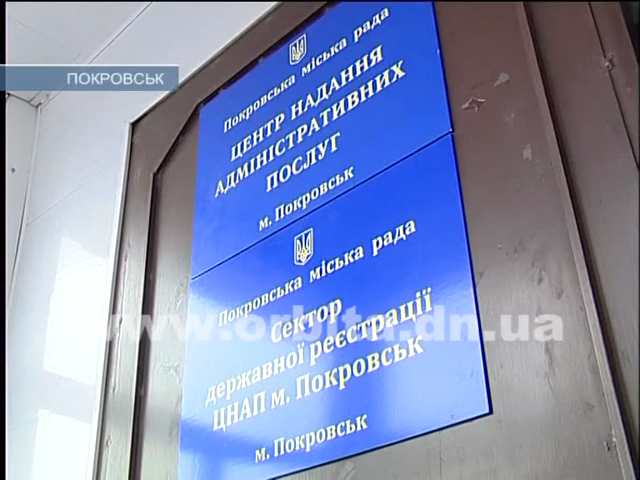 ПОКРОВСЬК
Покровська міська рада
ЦЕНТР НАДАННЯ
АДМІНІСТРАТИВНИХ
ПОСЛУГ
м. Покровськ
Покровська міська рада
Сектор
державної реєстрації
ЦНАП м. Покровськ
м. Покровськ
www.orbita.dn.ua